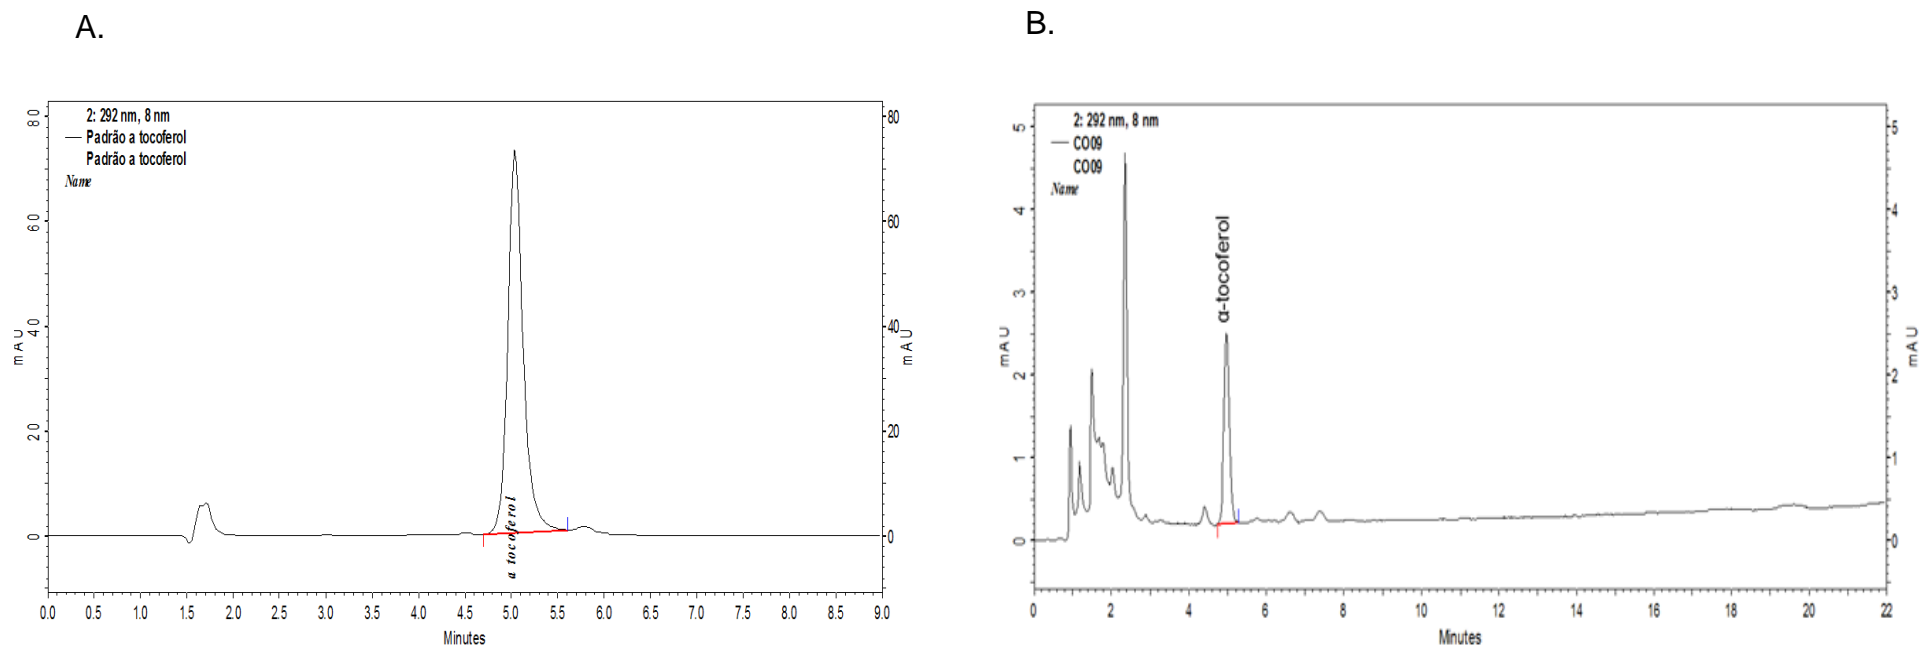 A.
2: 292 nm, 8 nm
Padrão a tocoferol
Padrão a tocoferol
Name
80
60
40
20
0
mAU
80
60
40
20
0
mAU
a tocoferol
0.0 0.5 1.0 1.5 2.0 2.5 3.0 3.5 4.0 4.5 5.0 5.5 6.0 6.5 7.0 7.5 8.0 8.5 9.0
Minutes
B.
2: 292 nm, 8 nm
CO09
CO09
Name
5
4
3
2
1
0
mAU
5
4
3
2
1
0
mAU
α-tocoferol
0 2 4 6 8 10 12 14 16 18 20 22
Minutes